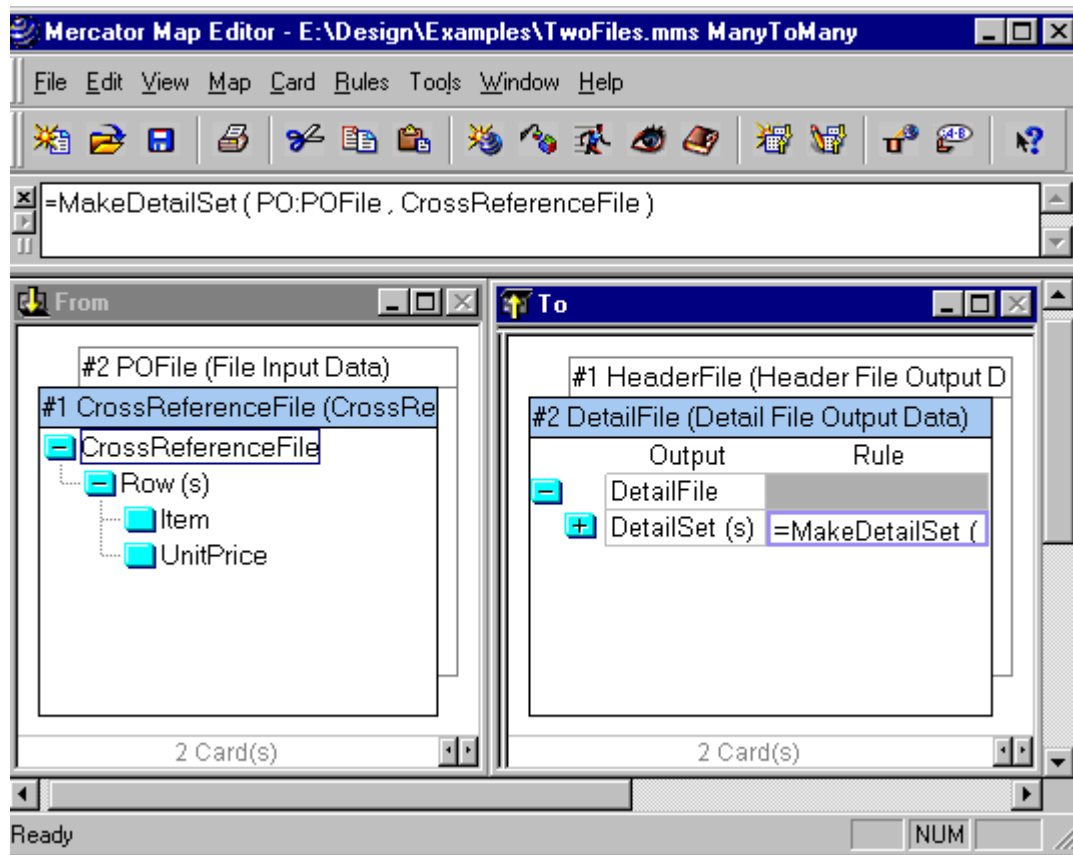 Mercator Map Editor - E:\Design\Examples\TwoFiles.mms ManyToMany
File Edit View Map Card Rules Tools Window Help
=MakeDetailSet ( PO:POFile , CrossReferenceFile )
From
#2 POFile (File Input Data)
#1 CrossReferenceFile (CrossRe
CrossReferenceFile
Row (s)
Item
UnitPrice
2 Card(s)
To
#1 HeaderFile (Header File Output D
#2 DetailFile (Detail File Output Data)
Output Rule
DetailFile
DetailSet (s) =MakeDetailSet (
2 Card(s)
Ready NUM